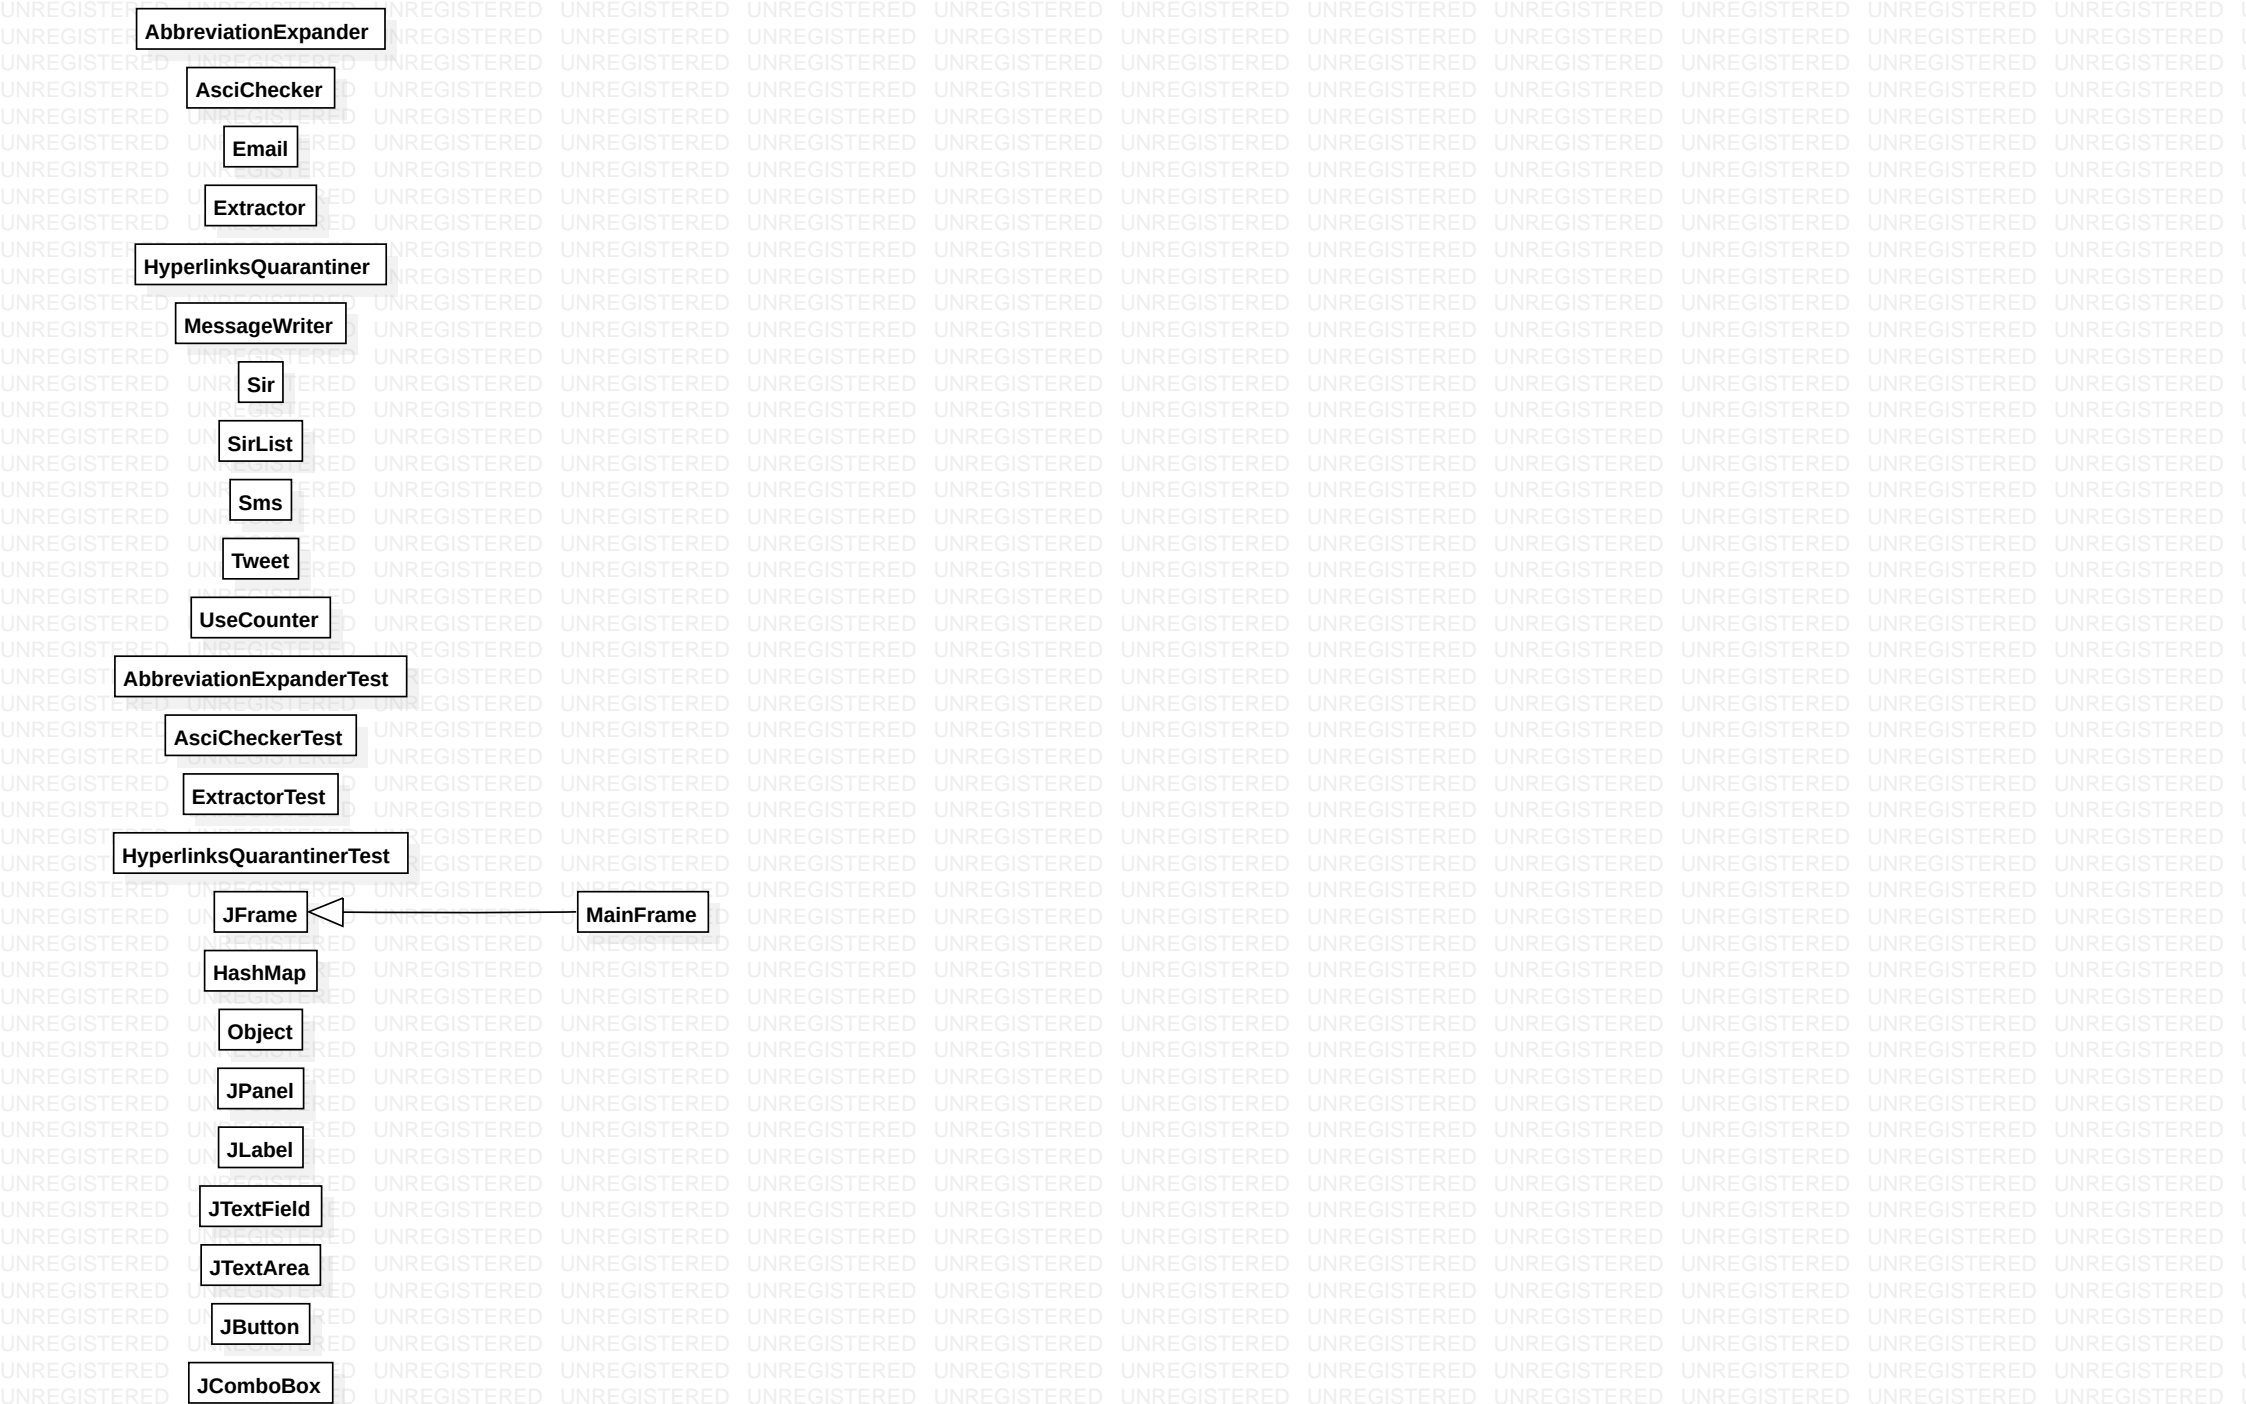 AbbreviationExpander
AsciChecker
Email
Extractor
HyperlinksQuarantiner
MessageWriter
Sir
SirList
Sms
Tweet
UseCounter
AbbreviationExpanderTest
AsciCheckerTest
ExtractorTest
HyperlinksQuarantinerTest
JFrame MainFrame
HashMap
Object
JPanel
JLabel
JTextField
JTextArea
JButton
JComboBox
UNREGISTERED